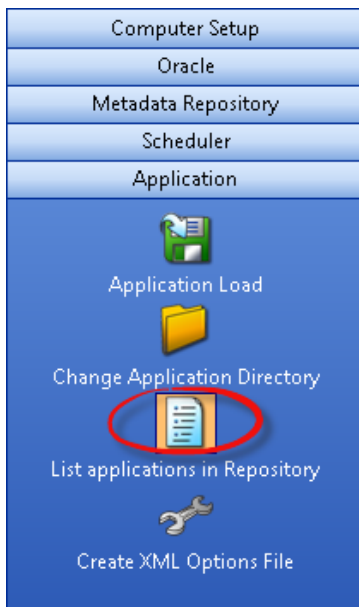 Computer Setup
Oracle
Metadata Repository
Scheduler
Application
Application Load
Change Application Directory
List applications in Repository
Create XML Options File